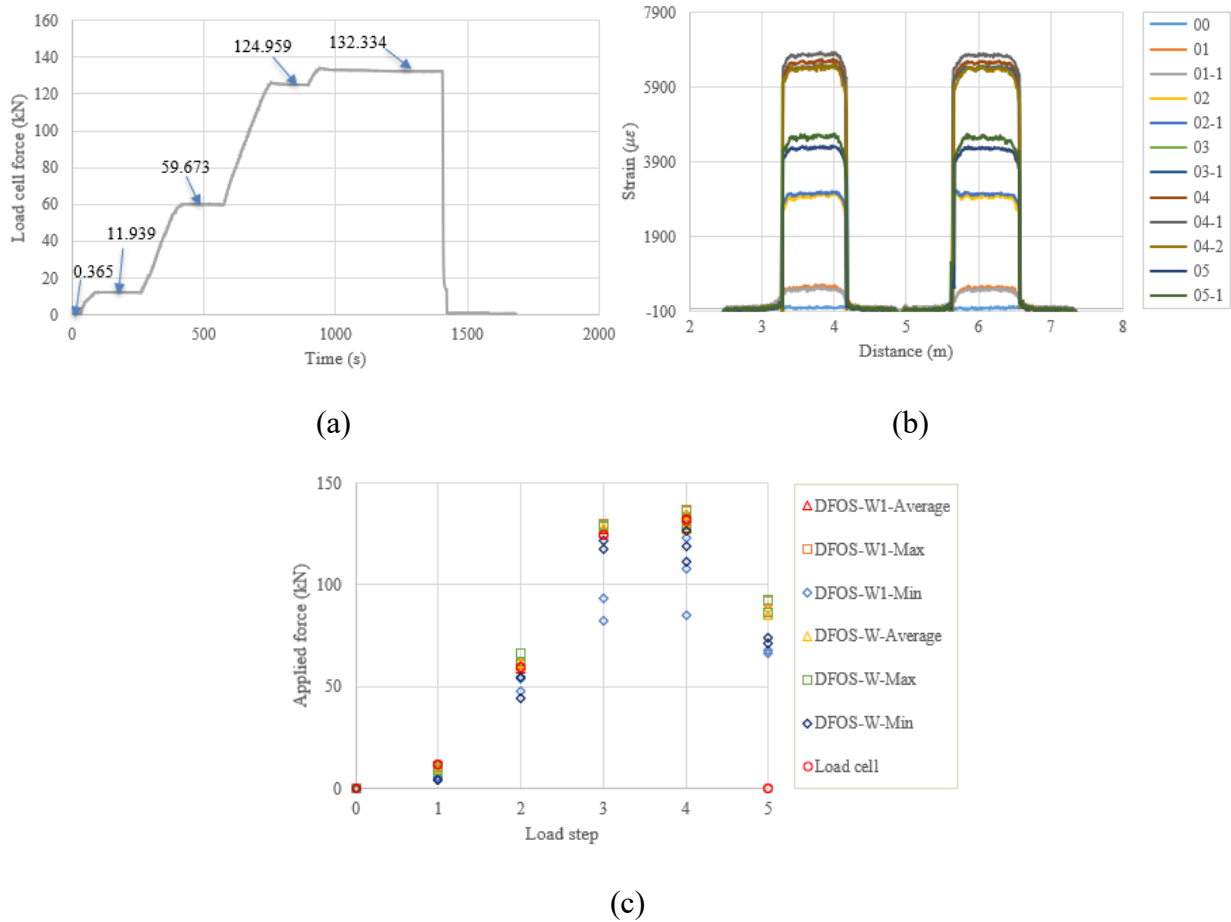 160
140
120
100
80
60
40
20
0
Load cell force (kN)
0.365
11.939
59.673
124.959
132.334
0 500 1000 1500 2000
Time (s)
(a)
7900
5900
3900
1900
-100
Strain (με)
2 3 4 5 6 7 8
Distance (m)
00
01
01-1
02
02-1
03
03-1
04
04-1
04-2
05
05-1
(b)
150
100
50
0
Applied force (kN)
0 1 2 3 4 5
Load step
DFOS-W1-Average
DFOS-W1-Max
DFOS-W1-Min
DFOS-W-Average
DFOS-W-Max
DFOS-W-Min
Load cell
(c)